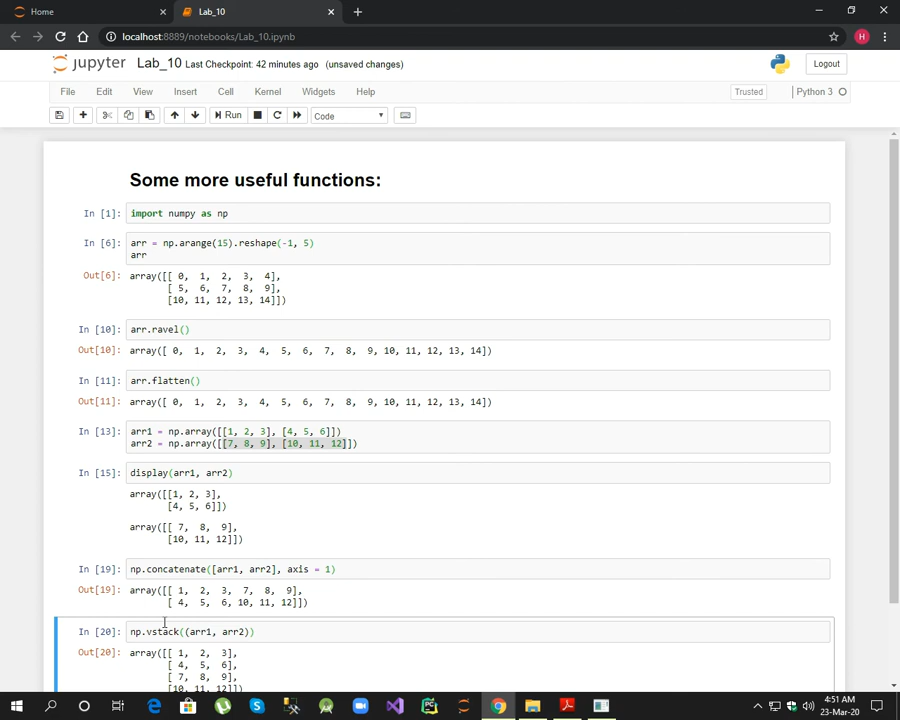 Home
Lab_10
localhost:8889/notebooks/Lab_10.ipynb
H
jupyter Lab_10 Last Checkpoint: 42 minutes ago (unsaved changes)
Logout
File Edit View Insert Cell Kernel Widgets Help
Trusted
Python 3
Run
Code
Some more useful functions:
In [1]: import numpy as np
In [6]: arr = np.arange(15).reshape(-1, 5)
arr
Out[6]: array([[ 0, 1, 2, 3, 4],
[ 5, 6, 7, 8, 9],
[10, 11, 12, 13, 14]])
In [10]: arr.ravel()
Out[10]: array([ 0, 1, 2, 3, 4, 5, 6, 7, 8, 9, 10, 11, 12, 13, 14])
In [11]: arr.flatten()
Out[11]: array([ 0, 1, 2, 3, 4, 5, 6, 7, 8, 9, 10, 11, 12, 13, 14])
In [13]: arr1 = np.array([[1, 2, 3], [4, 5, 6]])
arr2 = np.array([[7, 8, 9], [10, 11, 12]])
In [15]: display(arr1, arr2)
array([[1, 2, 3],
[4, 5, 6]])
array([[ 7, 8, 9],
[10, 11, 12]])
In [19]: np.concatenate([arr1, arr2], axis = 1)
Out[19]: array([[ 1, 2, 3, 7, 8, 9],
[ 4, 5, 6, 10, 11, 12]])
In [20]: np.vstack((arr1, arr2))
Out[20]: array([[ 1, 2, 3],
[ 4, 5, 6],
[ 7, 8, 9],
[10, 11, 12]])
4:51 AM
23-Mar-20